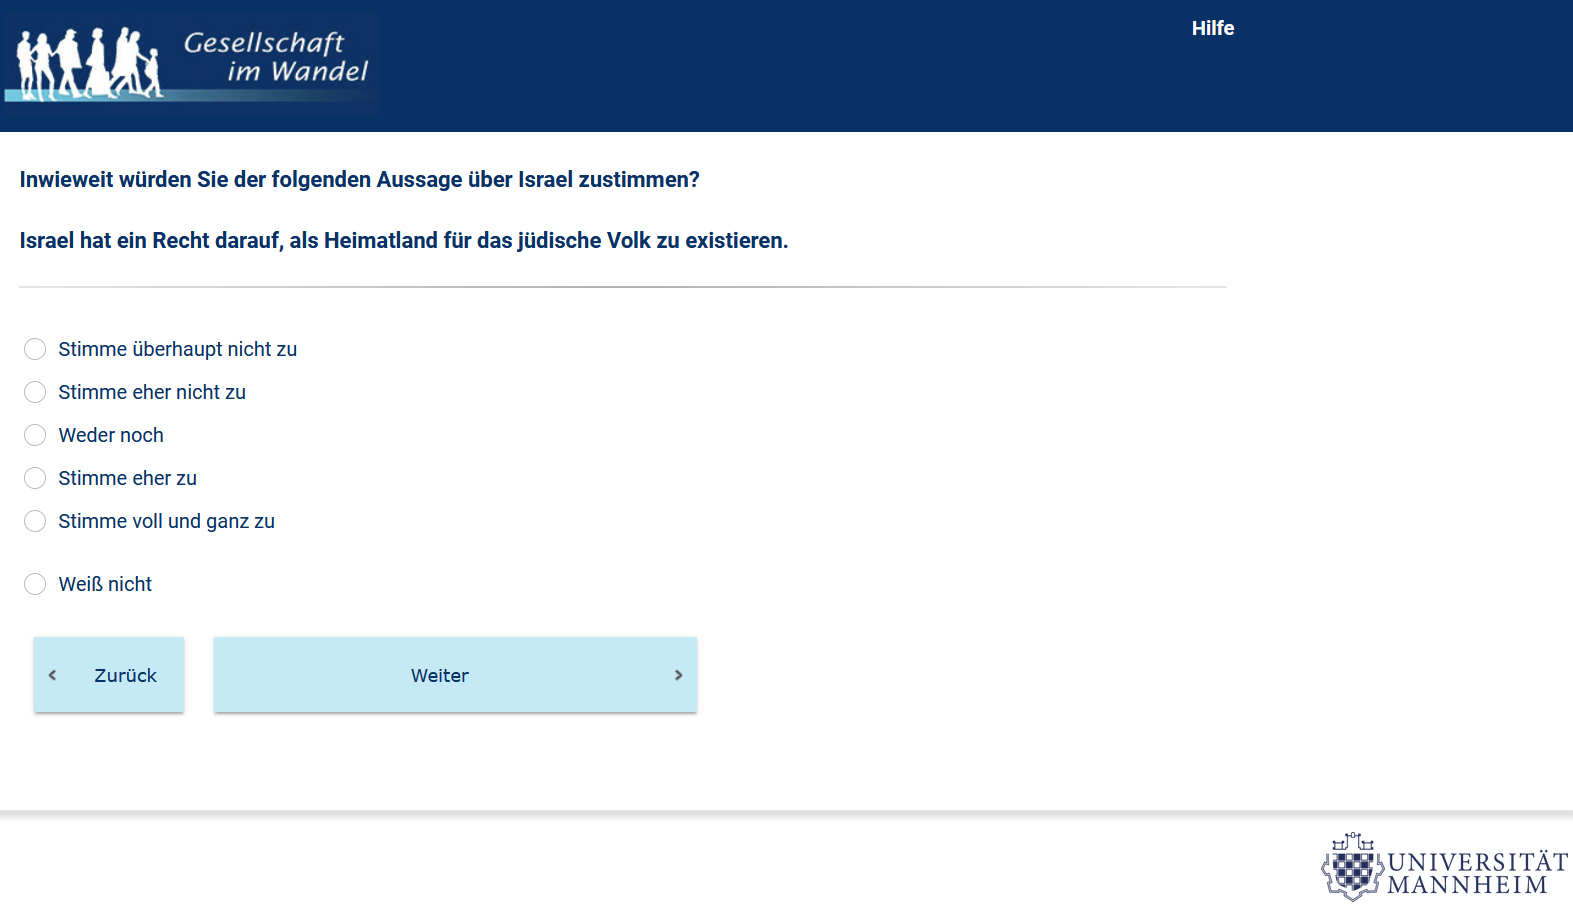 Gesellschaft
im Wandel
Hilfe
Inwieweit würden Sie der folgenden Aussage über Israel zustimmen?
Israel hat ein Recht darauf, als Heimatland für das jüdische Volk zu existieren.
Stimme überhaupt nicht zu
Stimme eher nicht zu
Weder noch
Stimme eher zu
Stimme voll und ganz zu
Weiß nicht
Zurück
Weiter
UNIVERSITÄT
MANNHEIM